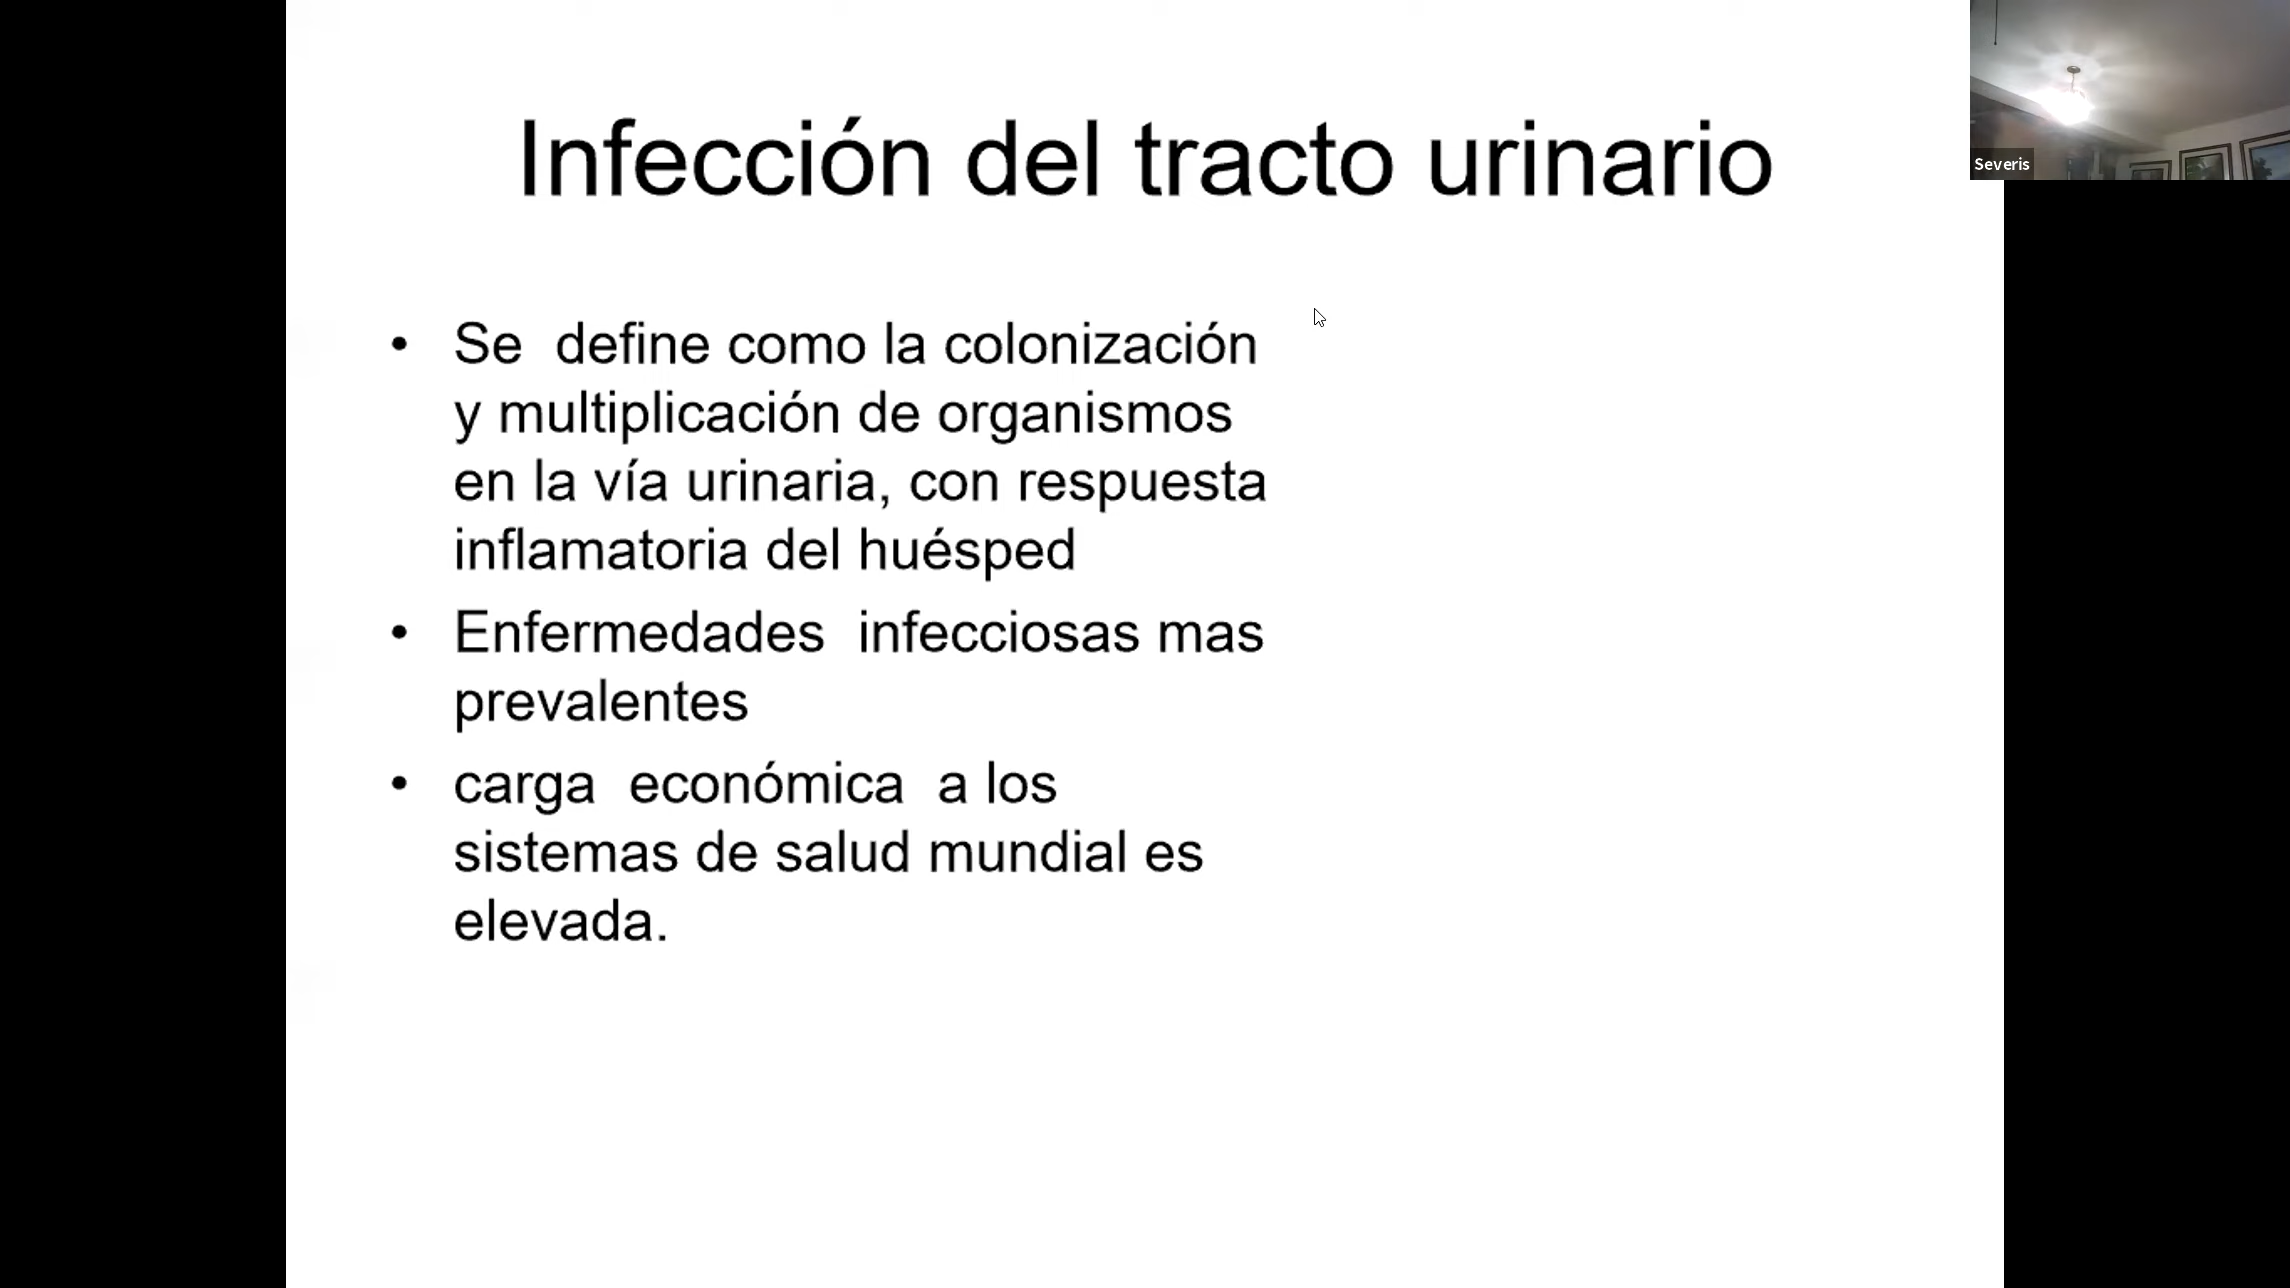 Infección del tracto urinario
Severis
• Se  define como la colonización
y multiplicación de organismos
en la vía urinaria, con respuesta
inflamatoria del huésped
• Enfermedades  infecciosas mas
prevalentes
• carga  económica  a los
sistemas de salud mundial es
elevada.